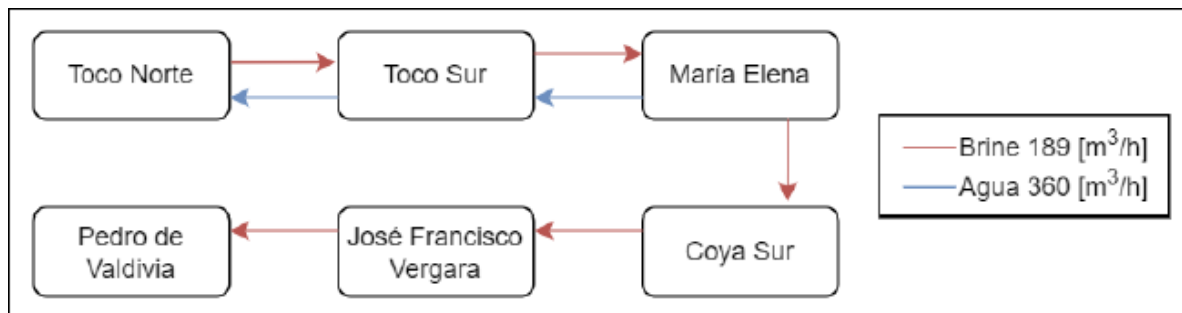 Toco Norte
Toco Sur
María Elena
Brine 189 [m³/h]
Agua 360 [m³/h]
Pedro de
Valdivia
José Francisco
Vergara
Coya Sur